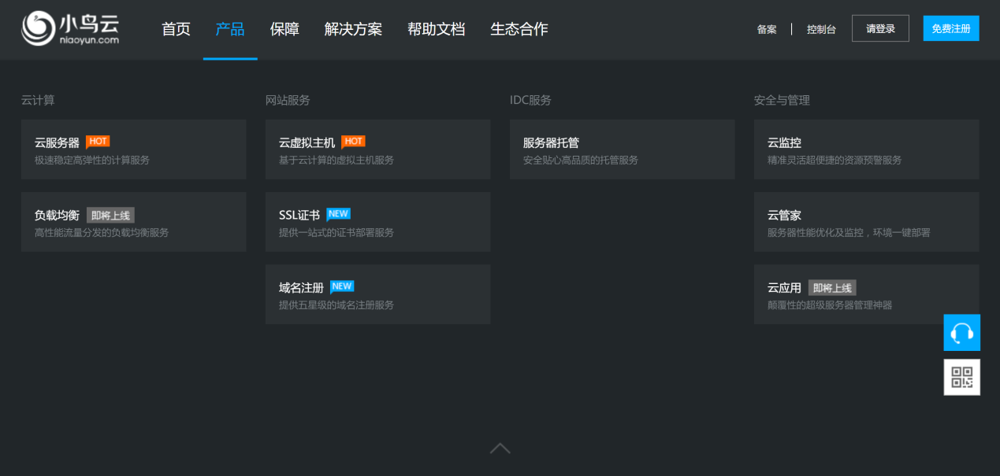 小鸟云
niaoyun.com
首页 产品 保障 解决方案 帮助文档 生态合作 备案 控制台 请登录 免费注册
云计算
云服务器 HOT
极速稳定高弹性的计算服务
负载均衡 即将上线
高性能流量分发的负载均衡服务
网站服务
云虚拟主机 HOT
基于云计算的虚拟主机服务
SSL证书 NEW
提供一站式的证书部署服务
域名注册 NEW
提供五星级的域名注册服务
IDC服务
服务器托管
安全贴心高品质的托管服务
安全与管理
云监控
精准灵活超便捷的资源预警服务
云管家
服务器性能优化及监控，环境一键部署
云应用 即将上线
颠覆性的超级服务器管理神器